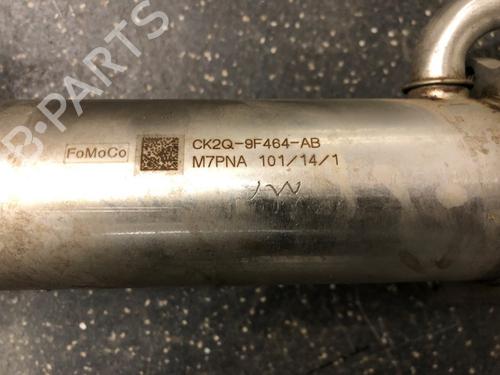 B-PARTS
FoMoCo
CK2Q-9F464-AB
M7PNA 101/14/1